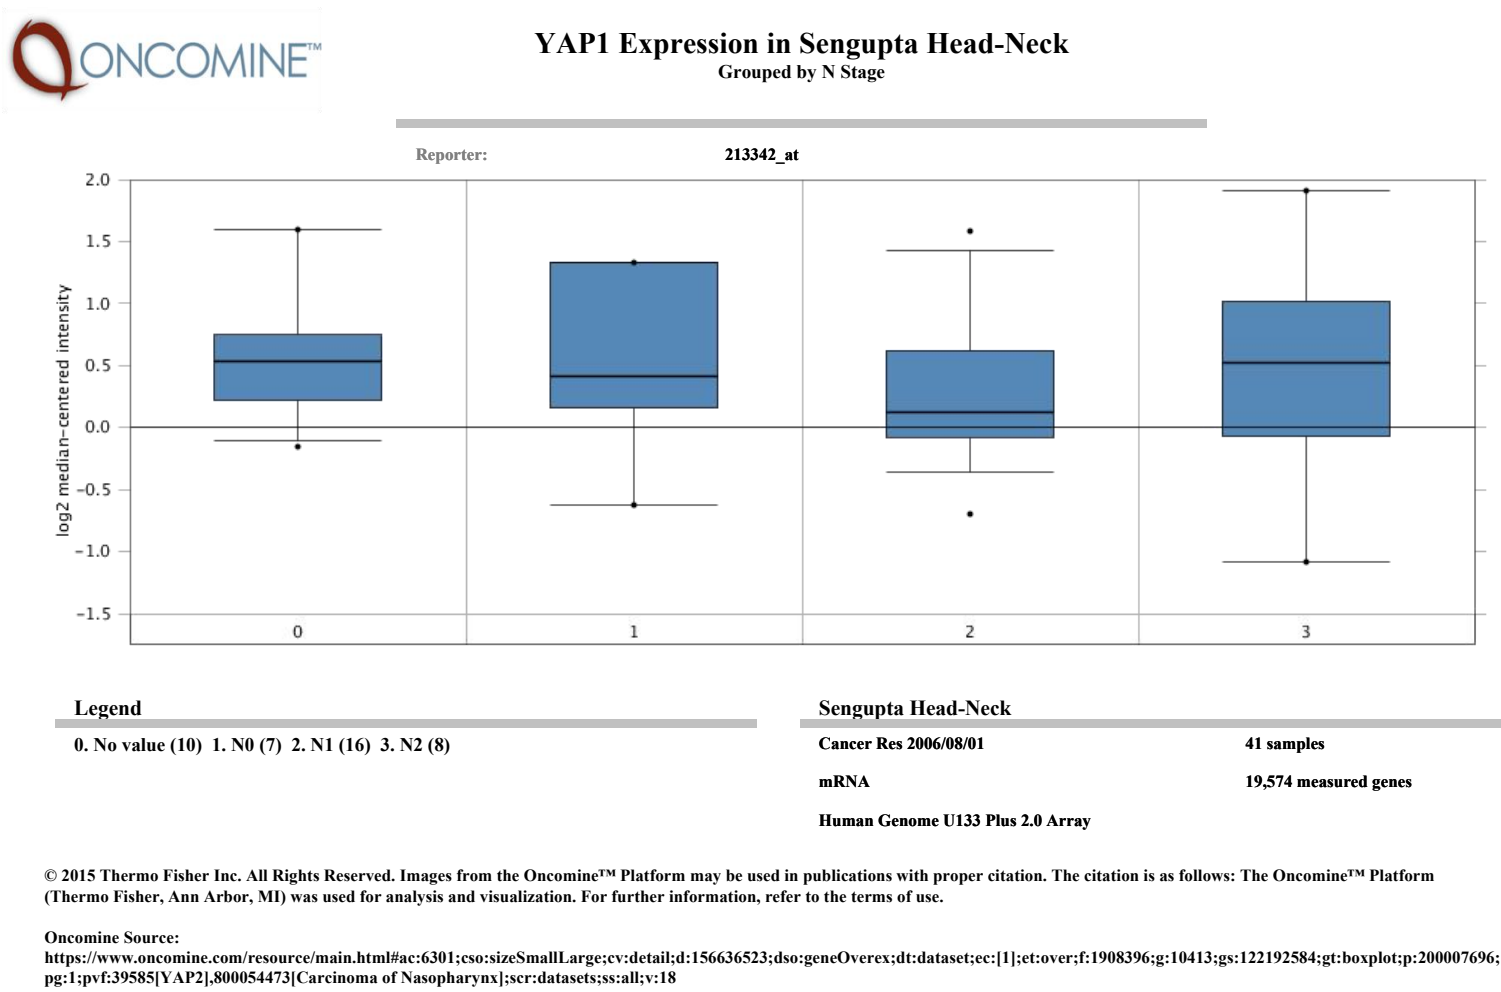 ONCOMINE™
YAP1 Expression in Sengupta Head-Neck
Grouped by N Stage
Reporter: 213342_at
log2 median-centered intensity
2.0
1.5
1.0
0.5
0.0
−0.5
−1.0
−1.5
0 1 2 3
Legend
0. No value (10) 1. N0 (7) 2. N1 (16) 3. N2 (8)
Sengupta Head-Neck
Cancer Res 2006/08/01 41 samples
mRNA 19,574 measured genes
Human Genome U133 Plus 2.0 Array
© 2015 Thermo Fisher Inc. All Rights Reserved. Images from the Oncomine™ Platform may be used in publications with proper citation. The citation is as follows: The Oncomine™ Platform
(Thermo Fisher, Ann Arbor, MI) was used for analysis and visualization. For further information, refer to the terms of use.
Oncomine Source:
https://www.oncomine.com/resource/main.html#ac:6301;cso:sizeSmallLarge;cv:detail;d:156636523;dso:geneOverex;dt:dataset;ec:[1];et:over;f:1908396;g:10413;gs:122192584;gt:boxplot;p:200007696;
pg:1;pvf:39585[YAP2],800054473[Carcinoma of Nasopharynx];scr:datasets;ss:all;v:18